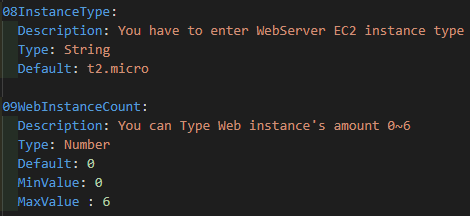 08InstanceType:
Description: You have to enter WebServer EC2 instance type
Type: String
Default: t2.micro
09WebInstanceCount:
Description: You can Type Web instance's amount 0~6
Type: Number
Default: 0
MinValue: 0
MaxValue : 6